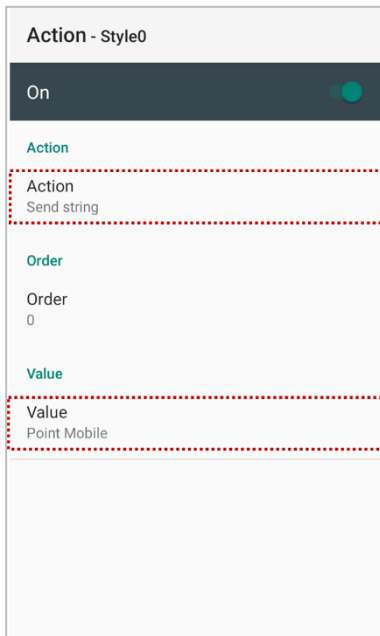 Action - Style0
On
Action
Action
Send string
Order
Order
0
Value
Value
Point Mobile